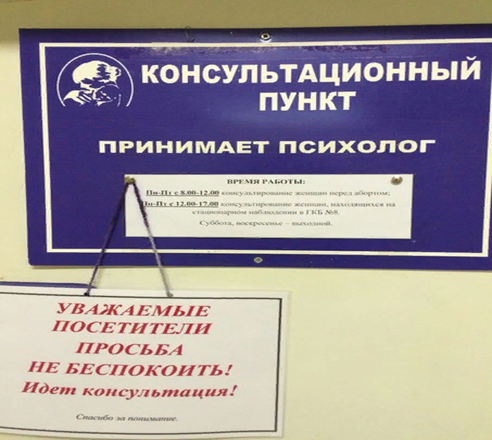 КОНСУЛЬТАЦИОННЫЙ
ПУНКТ
ПРИНИМАЕТ ПСИХОЛОГ
ВРЕМЯ РАБОТЫ:
Пн-Пт с 8.00-12.00 консультирование женщин перед абортом;
Пн-Пт с 12.00-17.00 консультирование женщин, находящихся на
стационарном наблюдении в ГКБ №8.
Суббота, воскресенье – выходной.
УВАЖАЕМЫЕ
ПОСЕТИТЕЛИ
ПРОСЬБА
НЕ БЕСПОКОИТЬ!
Идет консультация!
Спасибо за понимание.